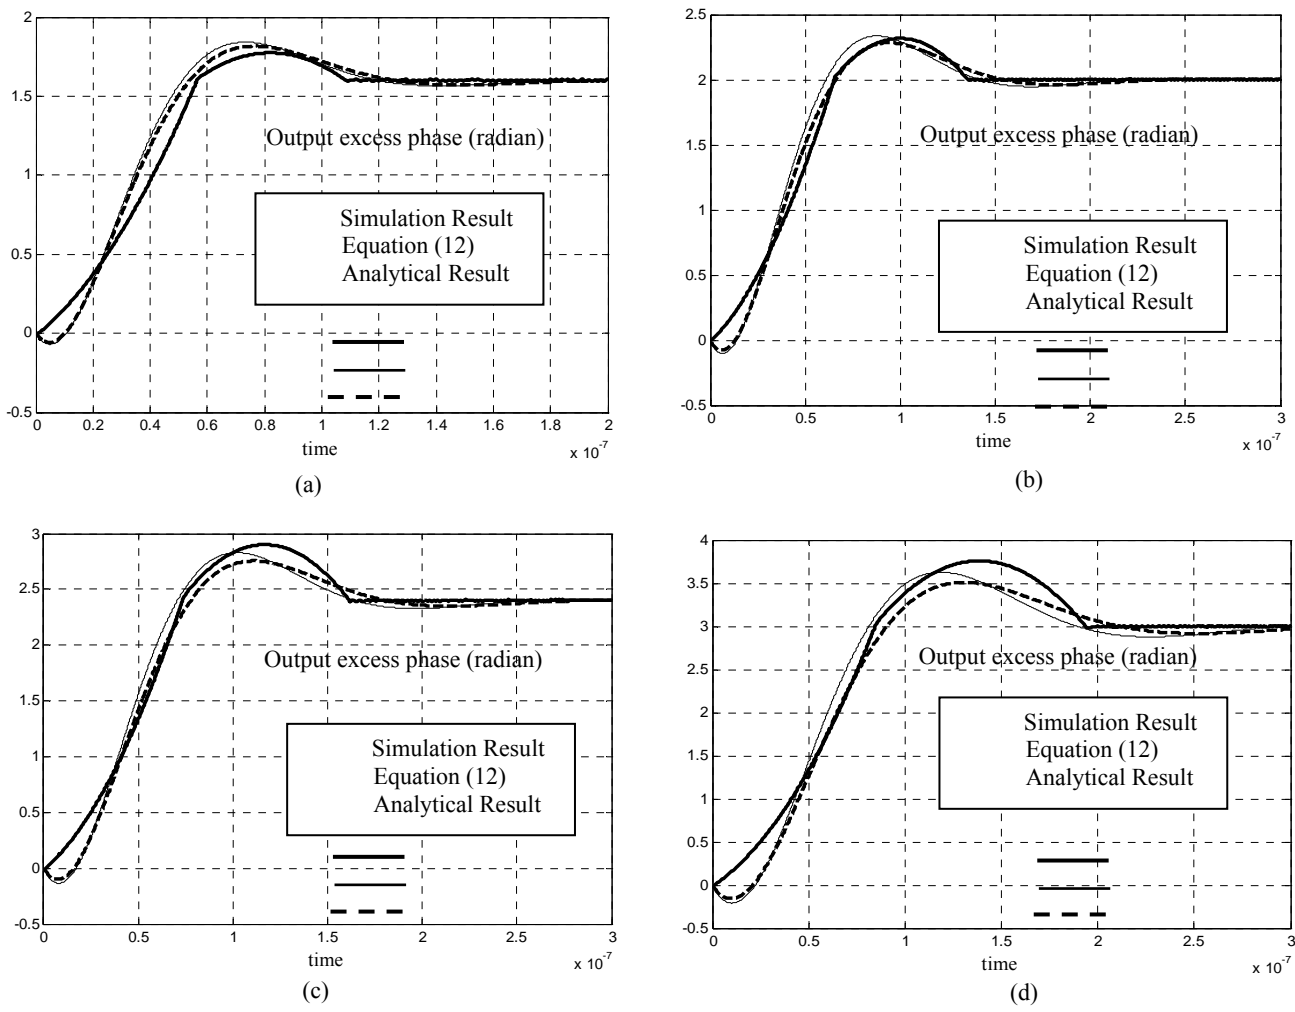 2
1.5
1
0.5
0
-0.5
Output excess phase (radian)
Simulation Result
Equation (12)
Analytical Result
0 0.2 0.4 0.6 0.8 1 1.2 1.4 1.6 1.8 2
time
x 10-7
(a)
2.5
2
1.5
1
0.5
0
-0.5
Output excess phase (radian)
Simulation Result
Equation (12)
Analytical Result
0 0.5 1 1.5 2 2.5 3
time
x 10-7
(b)
3
2.5
2
1.5
1
0.5
0
-0.5
Output excess phase (radian)
Simulation Result
Equation (12)
Analytical Result
0 0.5 1 1.5 2 2.5 3
time
x 10-7
(c)
4
3.5
3
2.5
2
1.5
1
0.5
0
-0.5
Output excess phase (radian)
Simulation Result
Equation (12)
Analytical Result
0 0.5 1 1.5 2 2.5 3
time
x 10-7
(d)